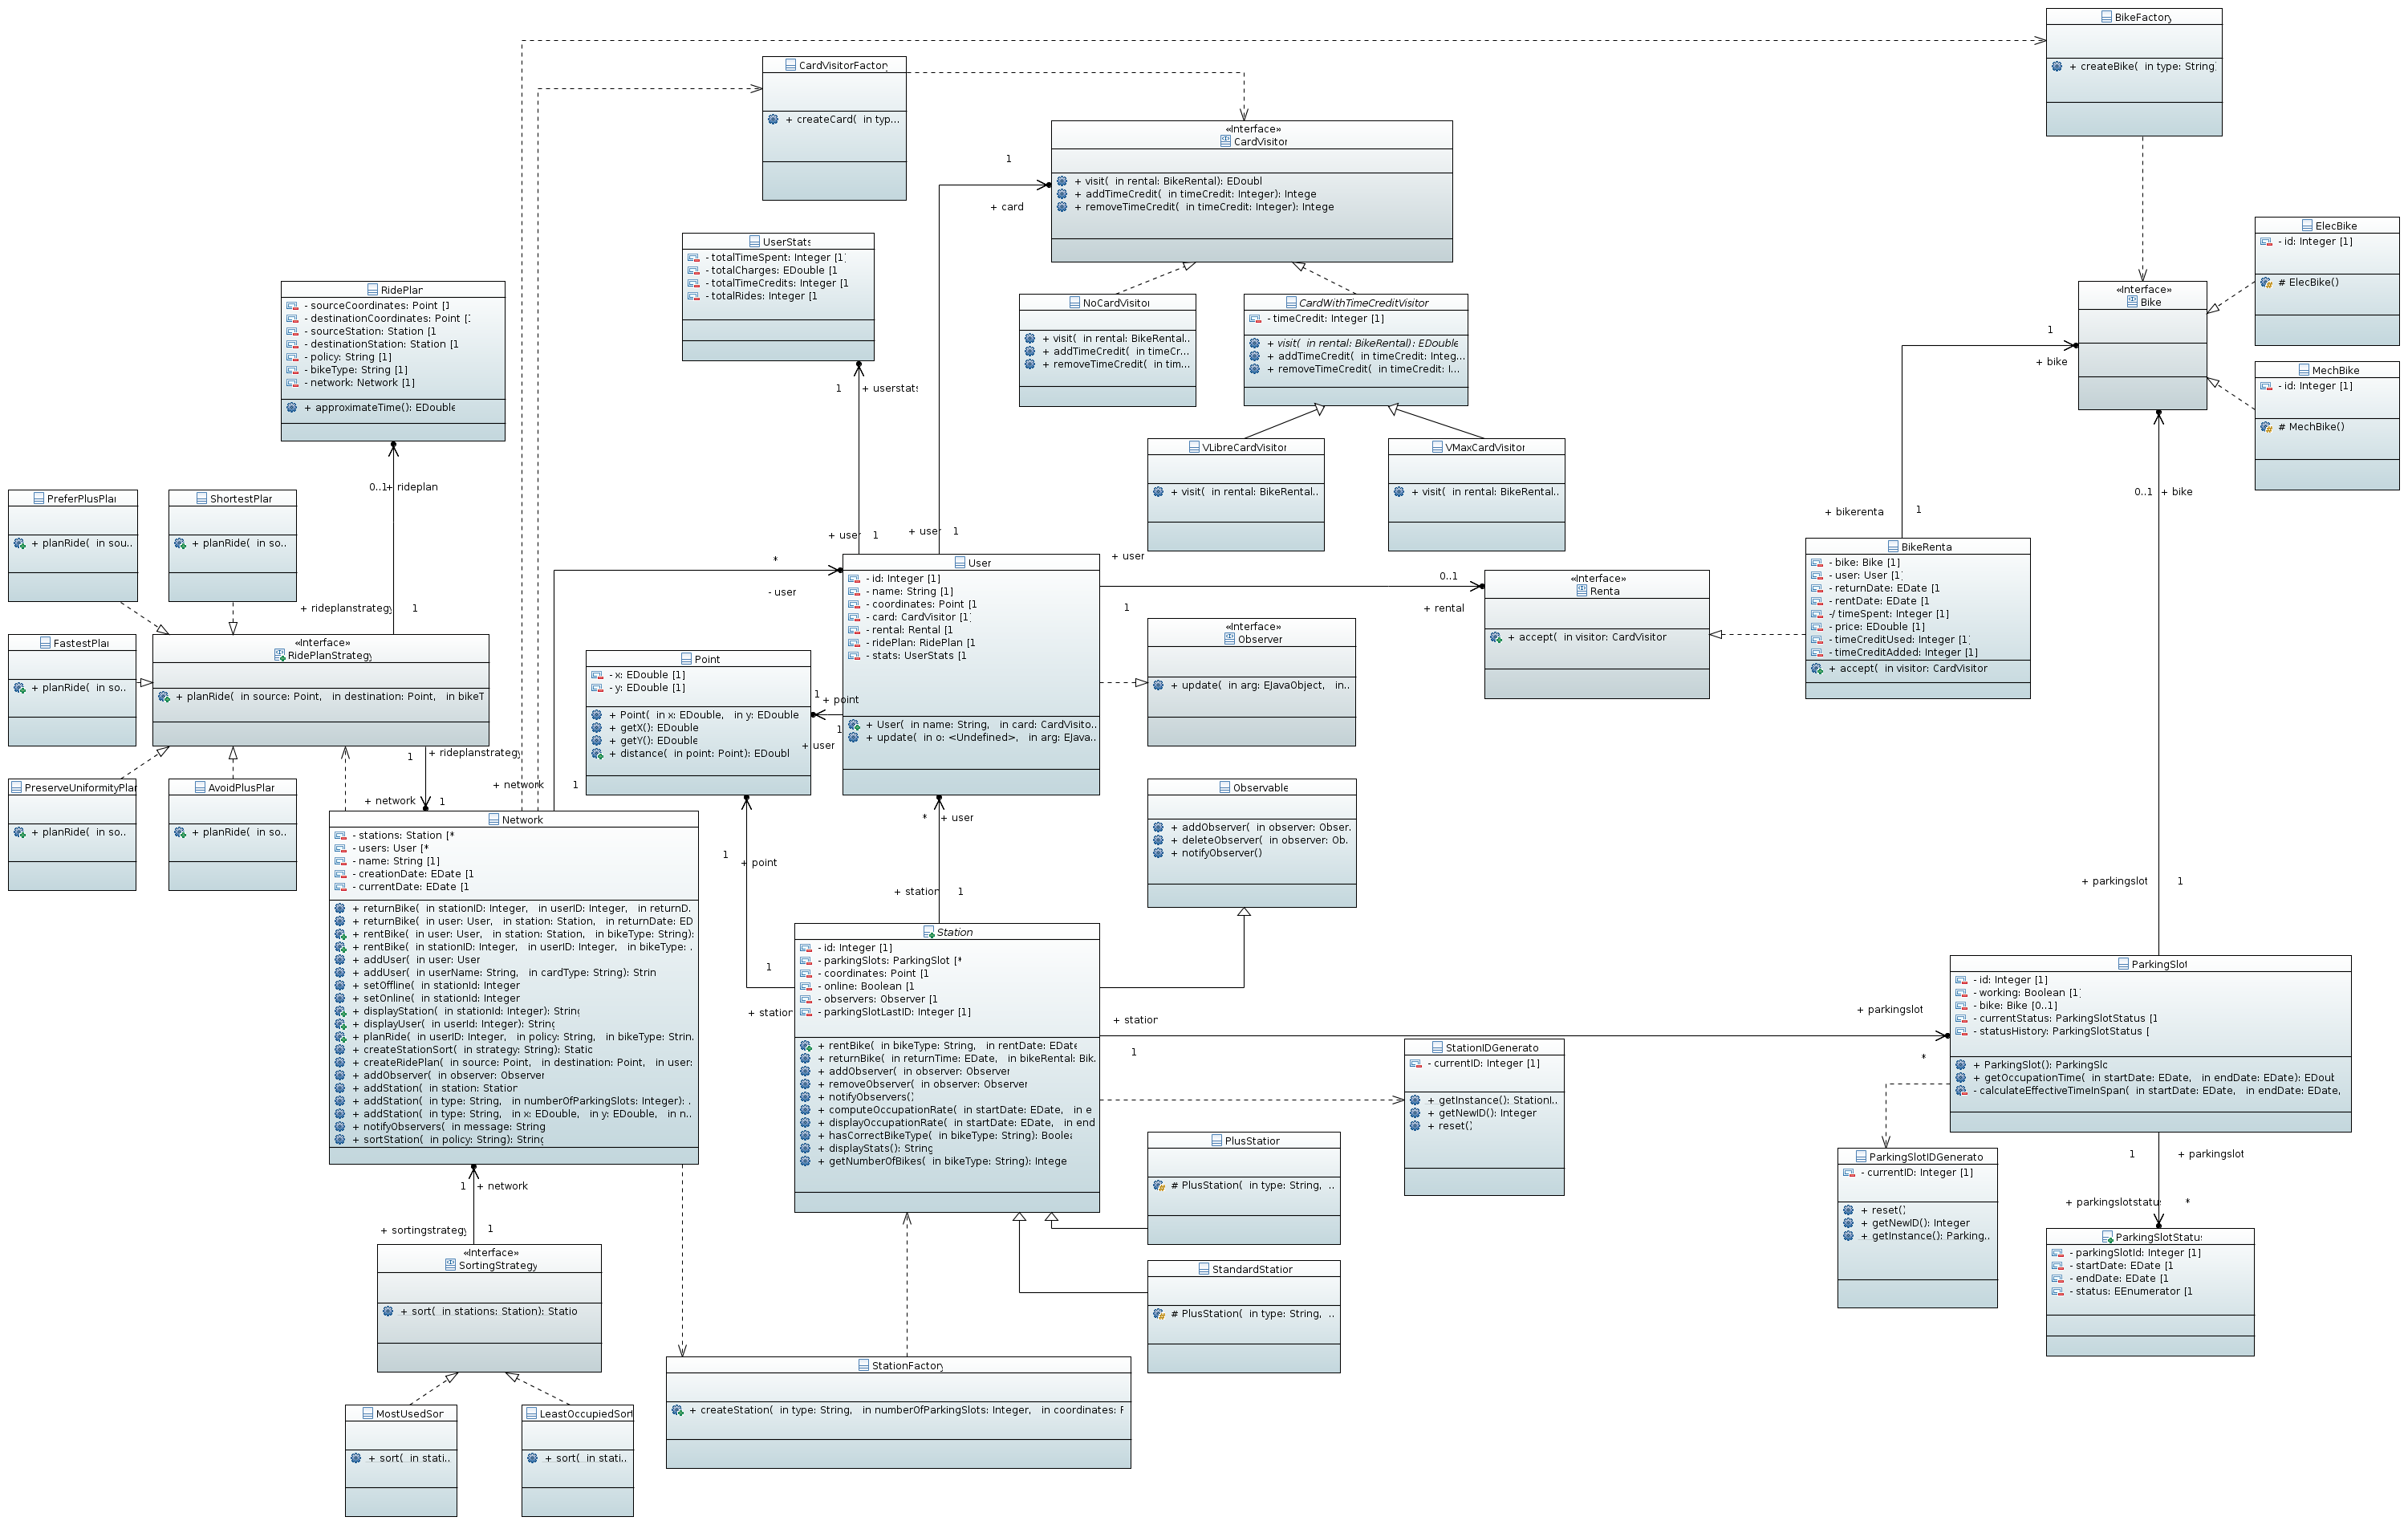 BikeFactory
+ createBike(  in type: String
CardVisitorFactory
+ createCard(  in typ...
«Interface»
CardVisitor
+ visit(  in rental: BikeRental): EDoubl
+ addTimeCredit(  in timeCredit: Integer): Intege
+ removeTimeCredit(  in timeCredit: Integer): Intege
1
+ card
UserStats
- totalTimeSpent: Integer [1]
- totalCharges: EDouble [1
- totalTimeCredits: Integer [1
- totalRides: Integer [1
ElecBike
- id: Integer [1]
# ElecBike()
«Interface»
Bike
RidePlan
- sourceCoordinates: Point [1
- destinationCoordinates: Point [1
- sourceStation: Station [1
- destinationStation: Station [1
- policy: String [1]
- bikeType: String [1]
- network: Network [1]
+ approximateTime(): EDouble
NoCardVisitor
+ visit(  in rental: BikeRental...
+ addTimeCredit(  in timeCr...
+ removeTimeCredit(  in tim...
CardWithTimeCreditVisitor
- timeCredit: Integer [1]
+ visit(  in rental: BikeRental): EDouble
+ addTimeCredit(  in timeCredit: Integ...
+ removeTimeCredit(  in timeCredit: I...
1
+ bike
MechBike
- id: Integer [1]
# MechBike()
1
+ userstats
VLibreCardVisitor
+ visit(  in rental: BikeRental...
VMaxCardVisitor
+ visit(  in rental: BikeRental...
0..1
+ rideplan
0..1
+ bike
PreferPlusPlan
+ planRide(  in sou...
ShortestPlan
+ planRide(  in so...
+ bikerenta
1
+ user
1
+ user
1
BikeRenta
- bike: Bike [1]
- user: User [1]
- returnDate: EDate [1
- rentDate: EDate [1
-/ timeSpent: Integer [1]
- price: EDouble [1]
- timeCreditUsed: Integer [1]
- timeCreditAdded: Integer [1]
+ accept(  in visitor: CardVisitor
*
- user
User
- id: Integer [1]
- name: String [1]
- coordinates: Point [1
- card: CardVisitor [1]
- rental: Rental [1
- ridePlan: RidePlan [1
- stats: UserStats [1
+ User(  in name: String,   in card: CardVisito...
+ update(  in o: <Undefined>,   in arg: EJava...
+ user
1
0..1
+ rental
«Interface»
Renta
+ accept(  in visitor: CardVisitor
+ rideplanstrategy
1
«Interface»
Observer
+ update(  in arg: EJavaObject,   in...
FastestPlan
+ planRide(  in so...
«Interface»
RidePlanStrategy
+ planRide(  in source: Point,   in destination: Point,   in bikeT
Point
- x: EDouble [1]
- y: EDouble [1]
+ Point(  in x: EDouble,   in y: EDouble
+ getX(): EDouble
+ getY(): EDouble
+ distance(  in point: Point): EDoubl
1
+ point
1
+ user
1
+ rideplanstrategy
+ network
1
+ network
1
PreserveUniformityPlan
+ planRide(  in so...
AvoidPlusPlan
+ planRide(  in so...
Observable
+ addObserver(  in observer: Obser...
+ deleteObserver(  in observer: Ob...
+ notifyObserver()
Network
- stations: Station [*
- users: User [*
- name: String [1]
- creationDate: EDate [1
- currentDate: EDate [1
+ returnBike(  in stationID: Integer,   in userID: Integer,   in returnD...
+ returnBike(  in user: User,   in station: Station,   in returnDate: ED
+ rentBike(  in user: User,   in station: Station,   in bikeType: String):
+ rentBike(  in stationID: Integer,   in userID: Integer,   in bikeType: ...
+ addUser(  in user: User
+ addUser(  in userName: String,   in cardType: String): Strin
+ setOffline(  in stationId: Integer
+ setOnline(  in stationId: Integer
+ displayStation(  in stationId: Integer): String
+ displayUser(  in userId: Integer): String
+ planRide(  in userID: Integer,   in policy: String,   in bikeType: Strin...
+ createStationSort(  in strategy: String): Static
+ createRidePlan(  in source: Point,   in destination: Point,   in user:
+ addObserver(  in observer: Observer
+ addStation(  in station: Station
+ addStation(  in type: String,   in numberOfParkingSlots: Integer): ...
+ addStation(  in type: String,   in x: EDouble,   in y: EDouble,   in n...
+ notifyObservers(  in message: String
+ sortStation(  in policy: String): String
*
+ user
1
+ point
+ station
1
1
+ station
+ parkingslot
1
Station
- id: Integer [1]
- parkingSlots: ParkingSlot [*
- coordinates: Point [1
- online: Boolean [1
- observers: Observer [1
- parkingSlotLastID: Integer [1]
+ rentBike(  in bikeType: String,   in rentDate: EDate
+ returnBike(  in returnTime: EDate,   in bikeRental: Bik...
+ addObserver(  in observer: Observer
+ removeObserver(  in observer: Observer
+ notifyObservers()
+ computeOccupationRate(  in startDate: EDate,   in e
+ displayOccupationRate(  in startDate: EDate,   in end
+ hasCorrectBikeType(  in bikeType: String): Boolea
+ displayStats(): String
+ getNumberOfBikes(  in bikeType: String): Intege
+ station
1
+ parkingslot
*
ParkingSlot
- id: Integer [1]
- working: Boolean [1]
- bike: Bike [0..1]
- currentStatus: ParkingSlotStatus [1
- statusHistory: ParkingSlotStatus [
+ ParkingSlot(): ParkingSlo
+ getOccupationTime(  in startDate: EDate,   in endDate: EDate): EDoub
- calculateEffectiveTimeInSpan(  in startDate: EDate,   in endDate: EDate,
StationIDGenerato
- currentID: Integer [1]
+ getInstance(): StationI...
+ getNewID(): Integer
+ reset()
PlusStation
# PlusStation(  in type: String,  ...
ParkingSlotIDGenerato
- currentID: Integer [1]
+ reset()
+ getNewID(): Integer
+ getInstance(): Parking...
1
+ parkingslot
+ parkingslotstatus
*
1
+ network
+ sortingstrategy
1
ParkingSlotStatus
- parkingSlotId: Integer [1]
- startDate: EDate [1
- endDate: EDate [1
- status: EEnumerator [1
«Interface»
SortingStrategy
+ sort(  in stations: Station): Statio
StandardStation
# PlusStation(  in type: String,  ...
StationFactory
+ createStation(  in type: String,   in numberOfParkingSlots: Integer,   in coordinates: P
MostUsedSort
+ sort(  in stati...
LeastOccupiedSort
+ sort(  in stati...